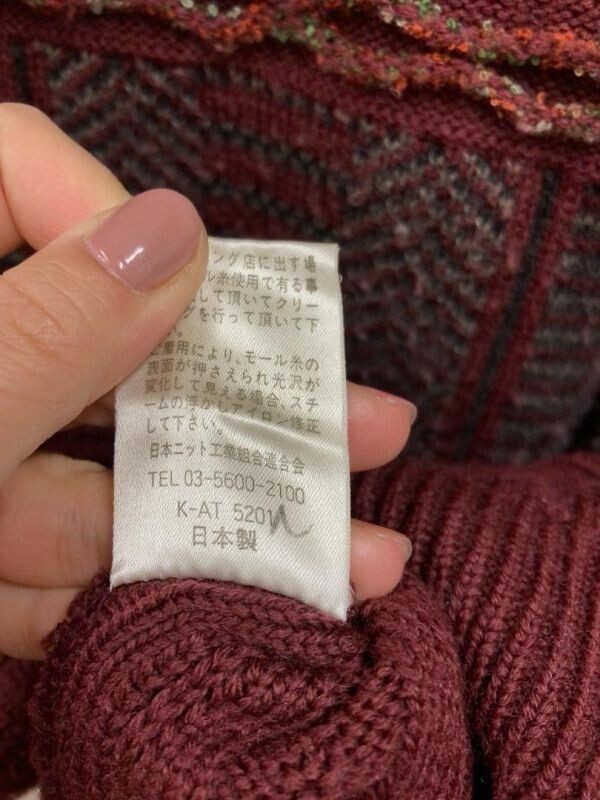 ング店に出す場
ル糸使用で有る事
して頂いてクリー
グを行って頂いて下
い。
着用により、モール糸の
表面が押さえられ光沢が
変化して見える場合、スチ
ームの浮かしアイロン修正
して下さい。
日本ニット工業組合連合会
TEL 03-5600-2100
K-AT 5201
日本製